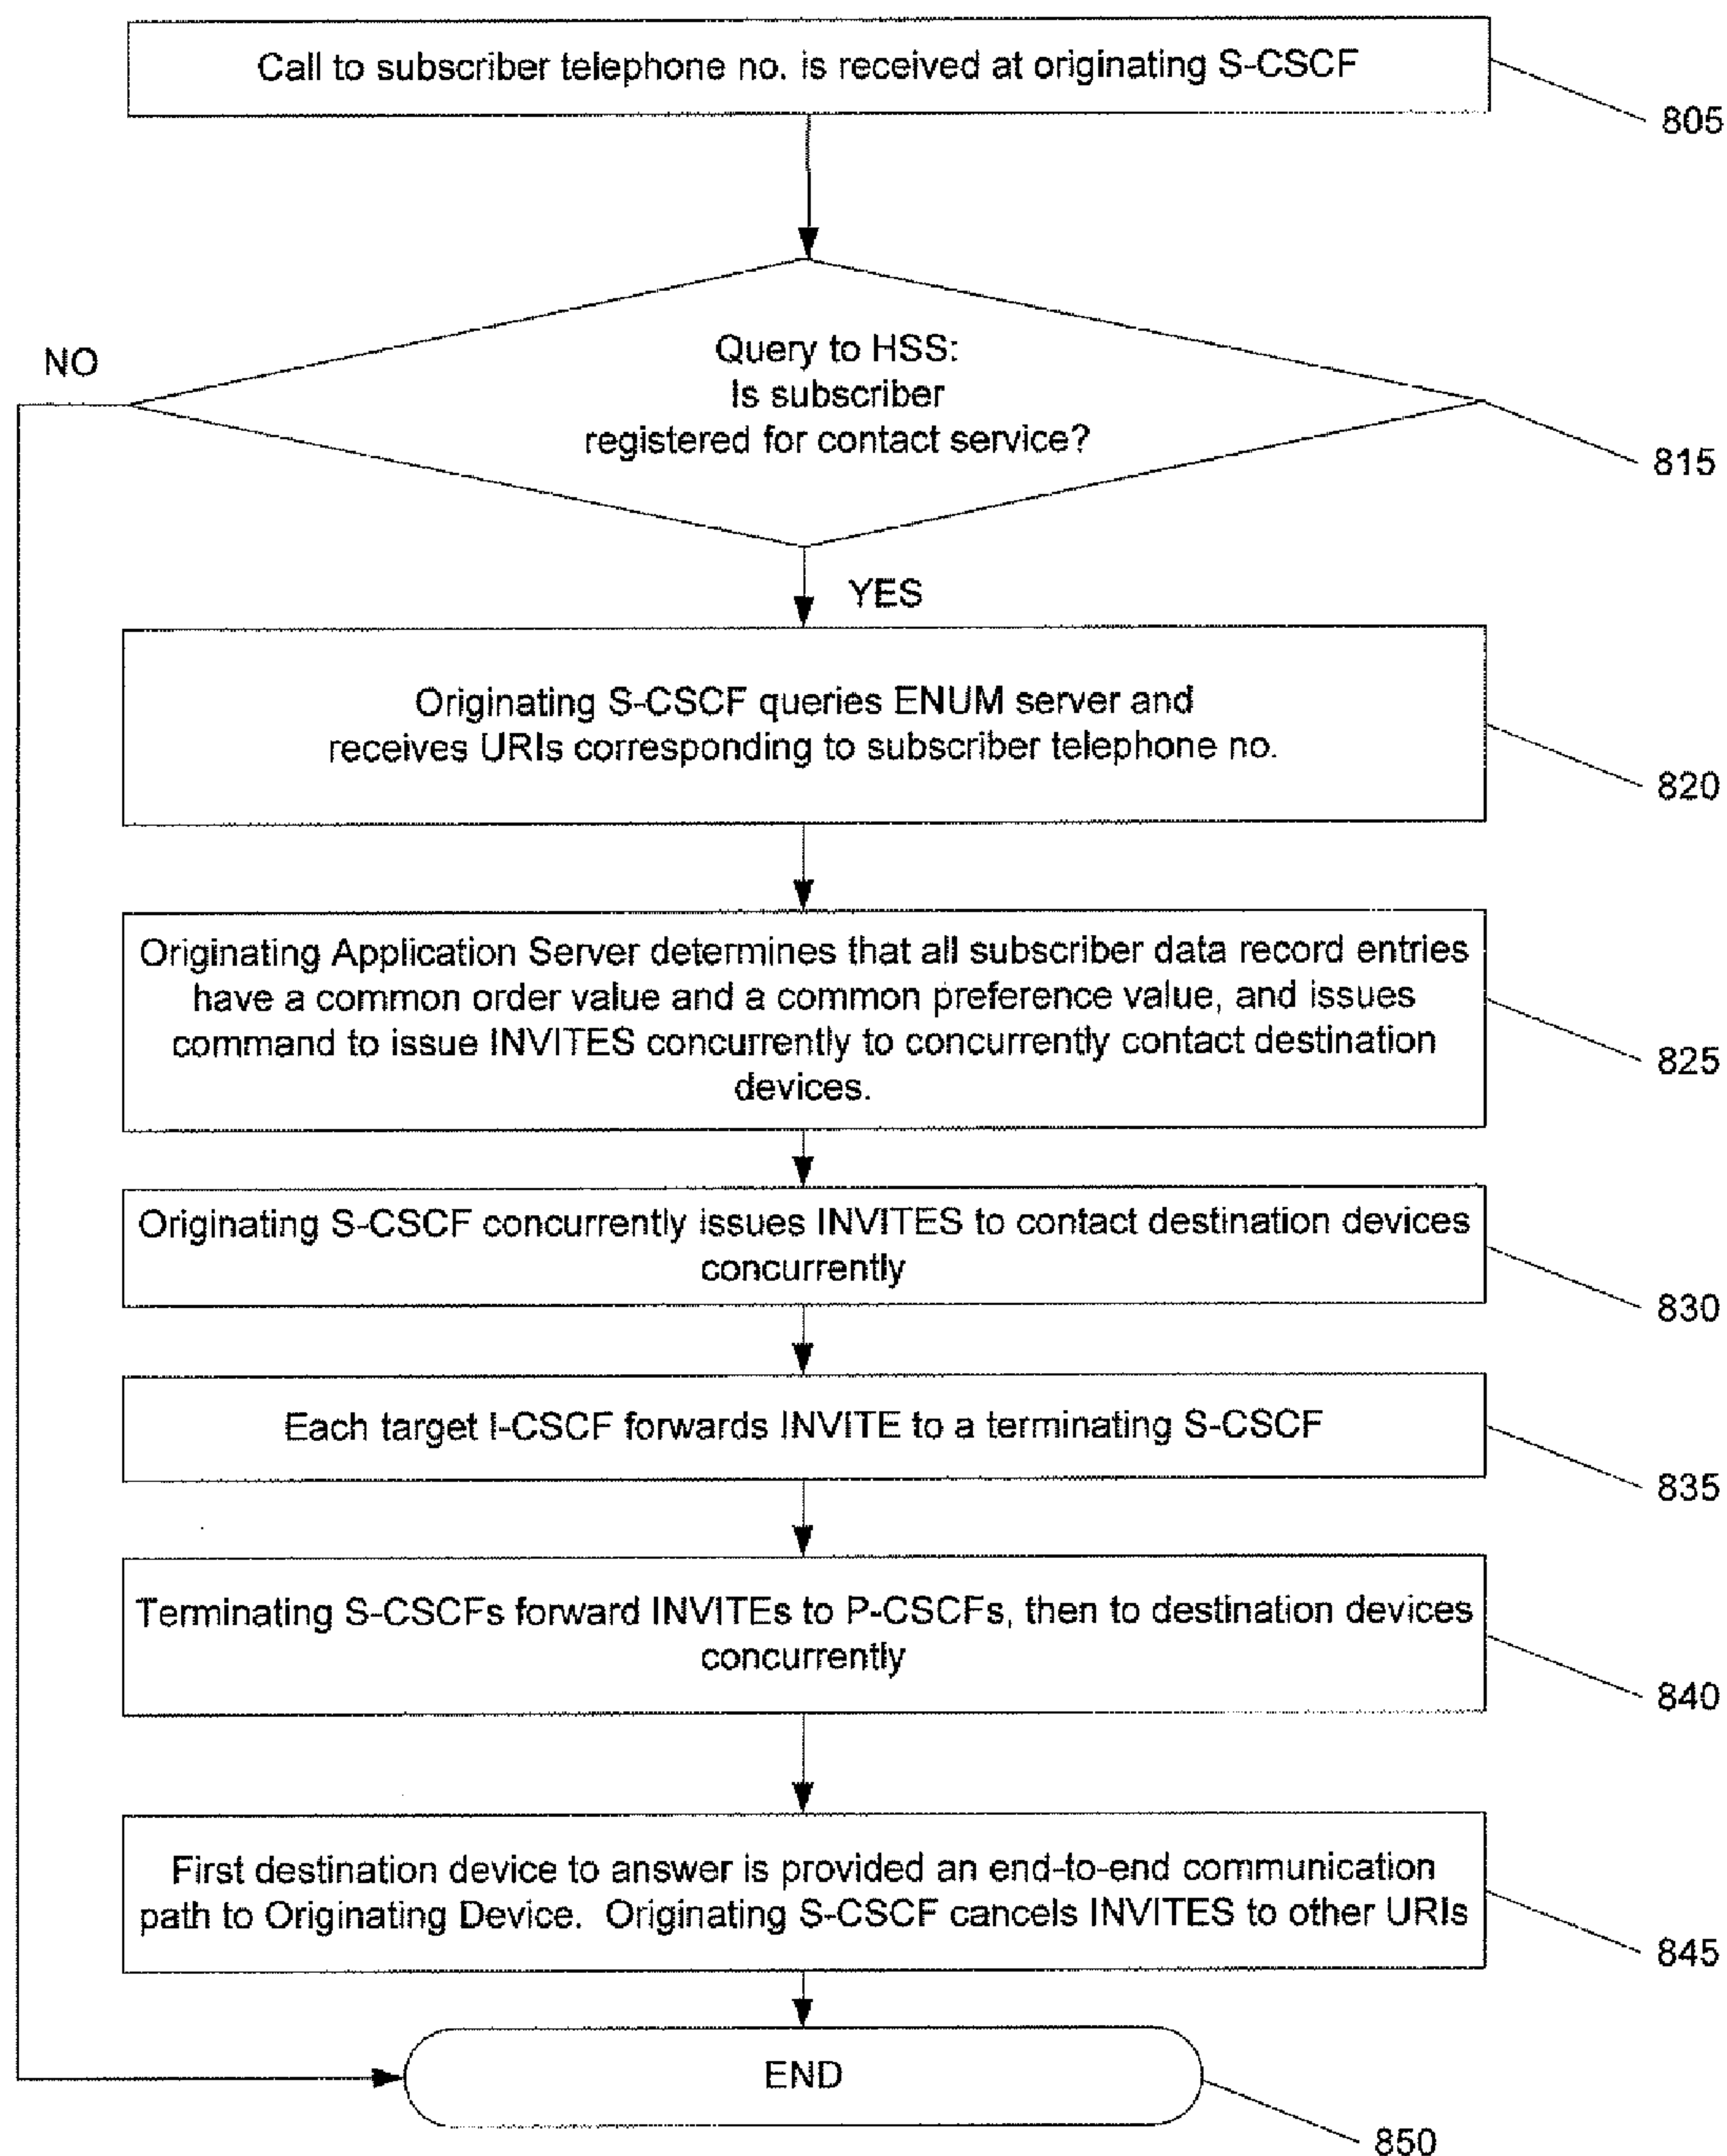 Call to subscriber telephone no. is received at originating S-CSCF
805
NO
Query to HSS:
Is subscriber
registered for contact service?
815
YES
Originating S-CSCF queries ENUM server and
receives URIs corresponding to subscriber telephone no.
820
Originating Application Server determines that all subscriber data record entries
have a common order value and a common preference value, and issues
command to issue INVITES concurrently to concurrently contact destination
devices.
825
Originating S-CSCF concurrently issues INVITES to contact destination devices
concurrently
830
Each target I-CSCF forwards INVITE to a terminating S-CSCF
835
Terminating S-CSCFs forward INVITEs to P-CSCFs, then to destination devices
concurrently
840
First destination device to answer is provided an end-to-end communication
path to Originating Device. Originating S-CSCF cancels INVITES to other URIs
845
END
850